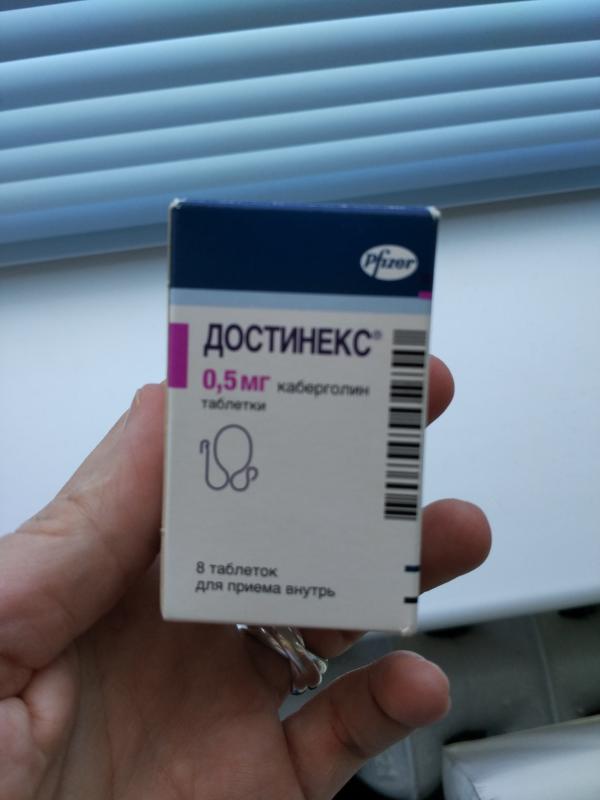 Pfizer
ДОСТИНЕКС®
0,5 мг каберголин
таблетки
8 таблеток
для приема внутрь